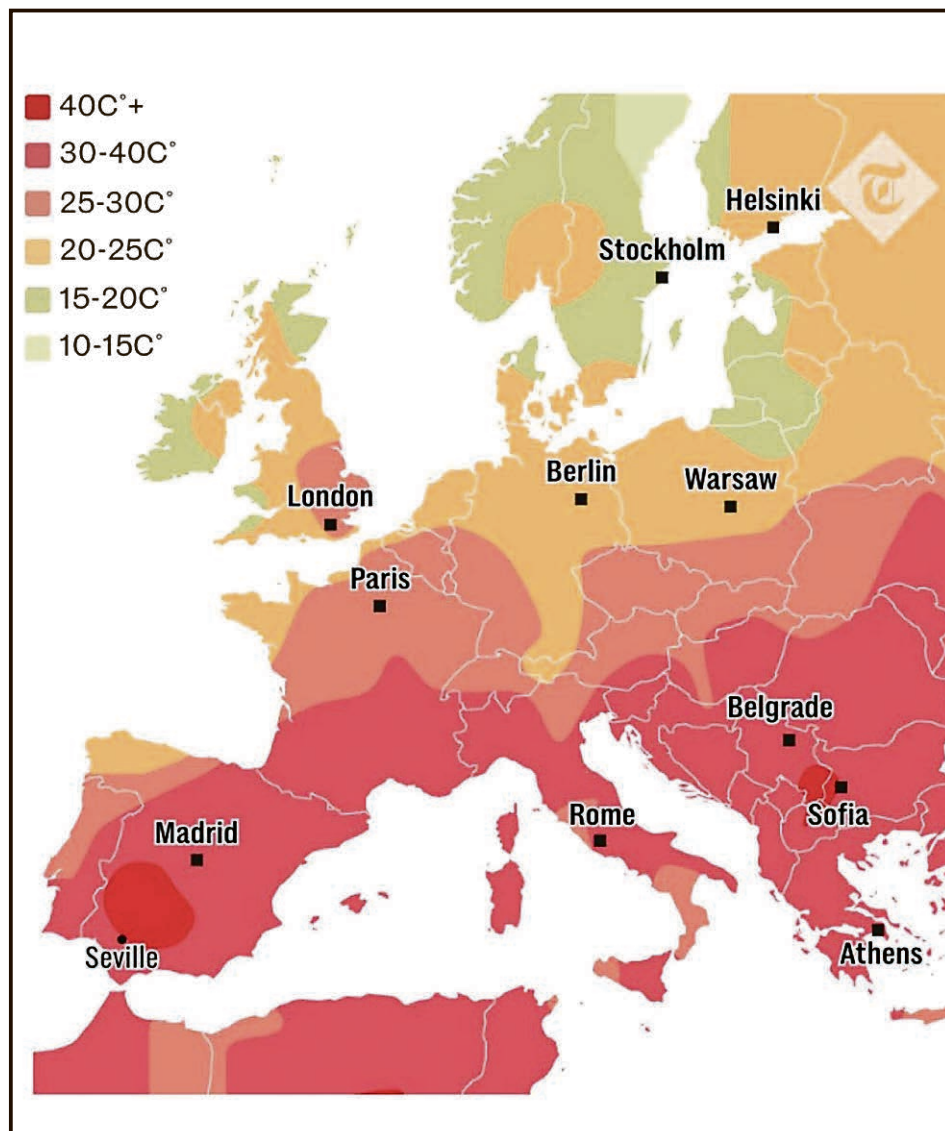 40C°+
30-40C°
25-30C°
20-25C°
15-20C°
10-15C°
Helsinki
Stockholm
Berlin
Warsaw
London
Paris
Belgrade
Sofia
Rome
Madrid
Seville
Athens
T